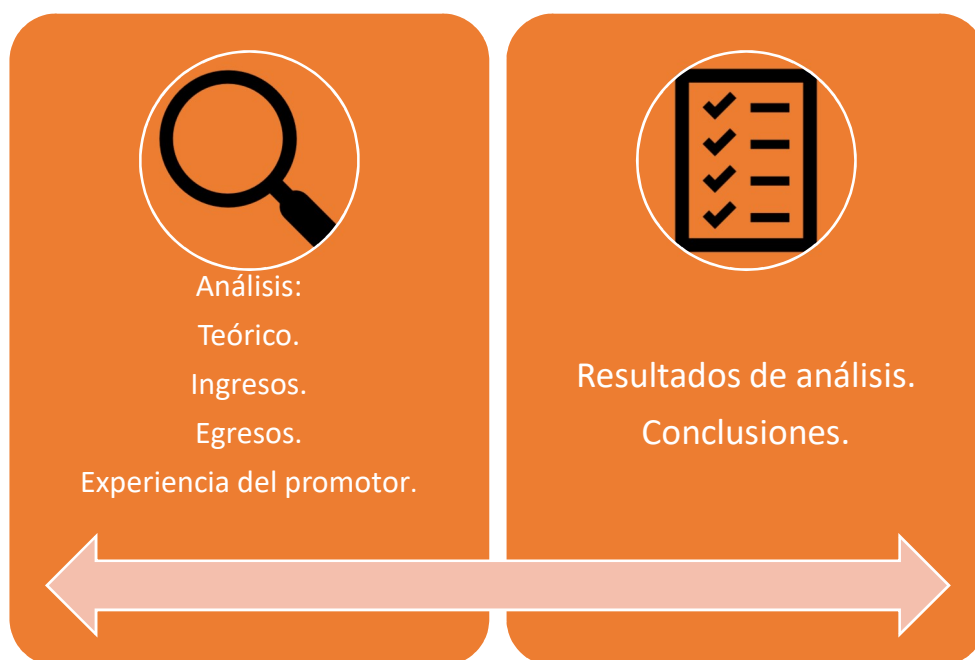 Análisis:
Teórico.
Ingresos.
Egresos.
Experiencia del promotor.
Resultados de análisis.
Conclusiones.